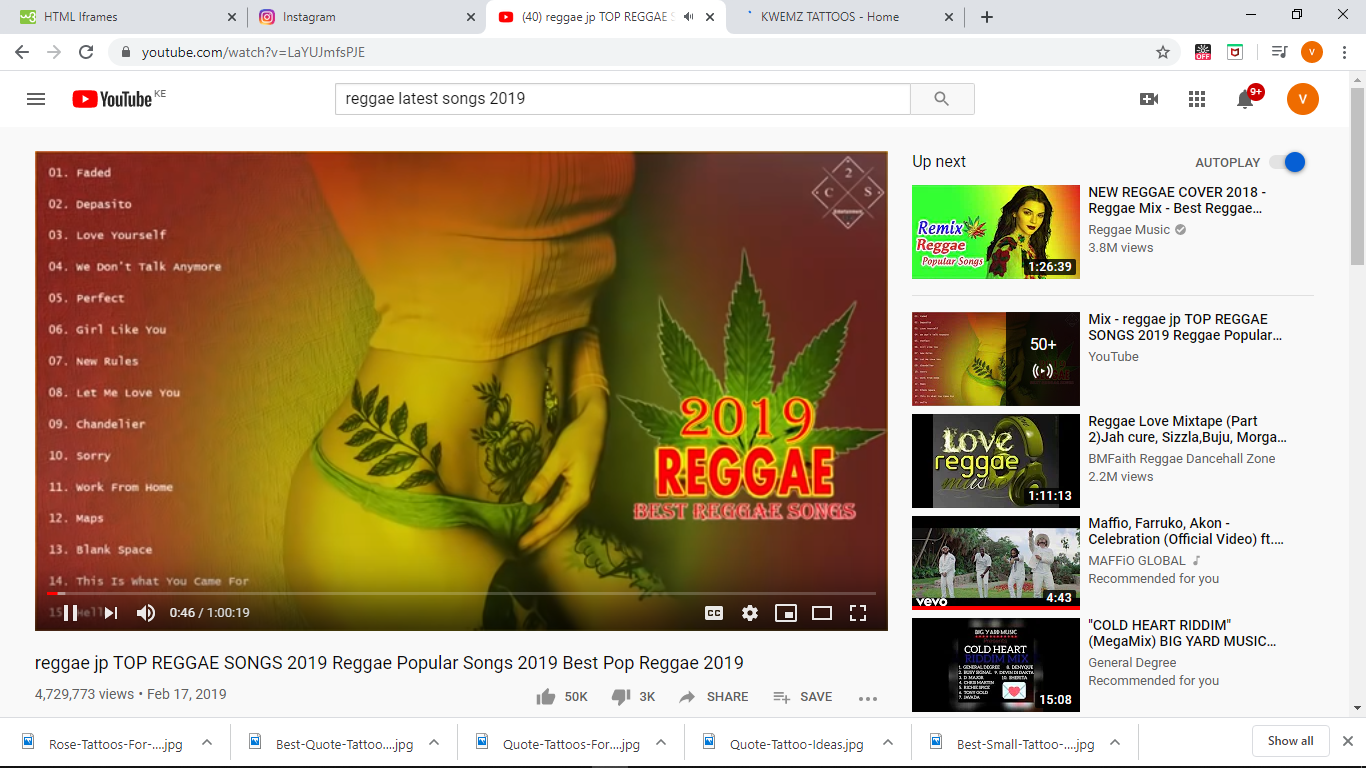 HTML Iframes
Instagram
(40) reggae jp TOP REGGAE S
KWEMZ TATTOOS - Home
youtube.com/watch?v=LaYUJmfsPJE
OFF
V
YouTube KE
reggae latest songs 2019
9+
V
01. Faded
02. Depasito
03. Love Yourself
04. We Don't Talk Anymore
05. Perfect
06. Girl Like You
07. New Rules
08. Let Me Love You
09. Chandelier
10. Sorry
11. Work From Home
12. Maps
13. Blank Space
14. This Is What You Came For
2
C S
Entertainment
2019
REGGAE
BEST REGGAE SONGS
0:46 / 1:00:19
CC
reggae jp TOP REGGAE SONGS 2019 Reggae Popular Songs 2019 Best Pop Reggae 2019
4,729,773 views • Feb 17, 2019
50K
3K
SHARE
SAVE
Up next
AUTOPLAY
Remix
Reggae
Popular Songs
1:26:39
NEW REGGAE COVER 2018 -
Reggae Mix - Best Reggae...
Reggae Music
3.8M views
50+
Mix - reggae jp TOP REGGAE
SONGS 2019 Reggae Popular...
YouTube
LOVE
reggae
music
1:11:13
Reggae Love Mixtape (Part
2)Jah cure, Sizzla,Buju, Morga...
BMFaith Reggae Dancehall Zone
2.2M views
vevo
4:43
Maffio, Farruko, Akon -
Celebration (Official Video) ft....
MAFFiO GLOBAL
Recommended for you
BIG YARD MUSIC
COLD HEART
RIDDIM MIX
15:08
"COLD HEART RIDDIM"
(MegaMix) BIG YARD MUSIC...
General Degree
Recommended for you
Rose-Tattoos-For-....jpg
Best-Quote-Tattoo....jpg
Quote-Tattoos-For....jpg
Quote-Tattoo-Ideas.jpg
Best-Small-Tattoo-....jpg
Show all